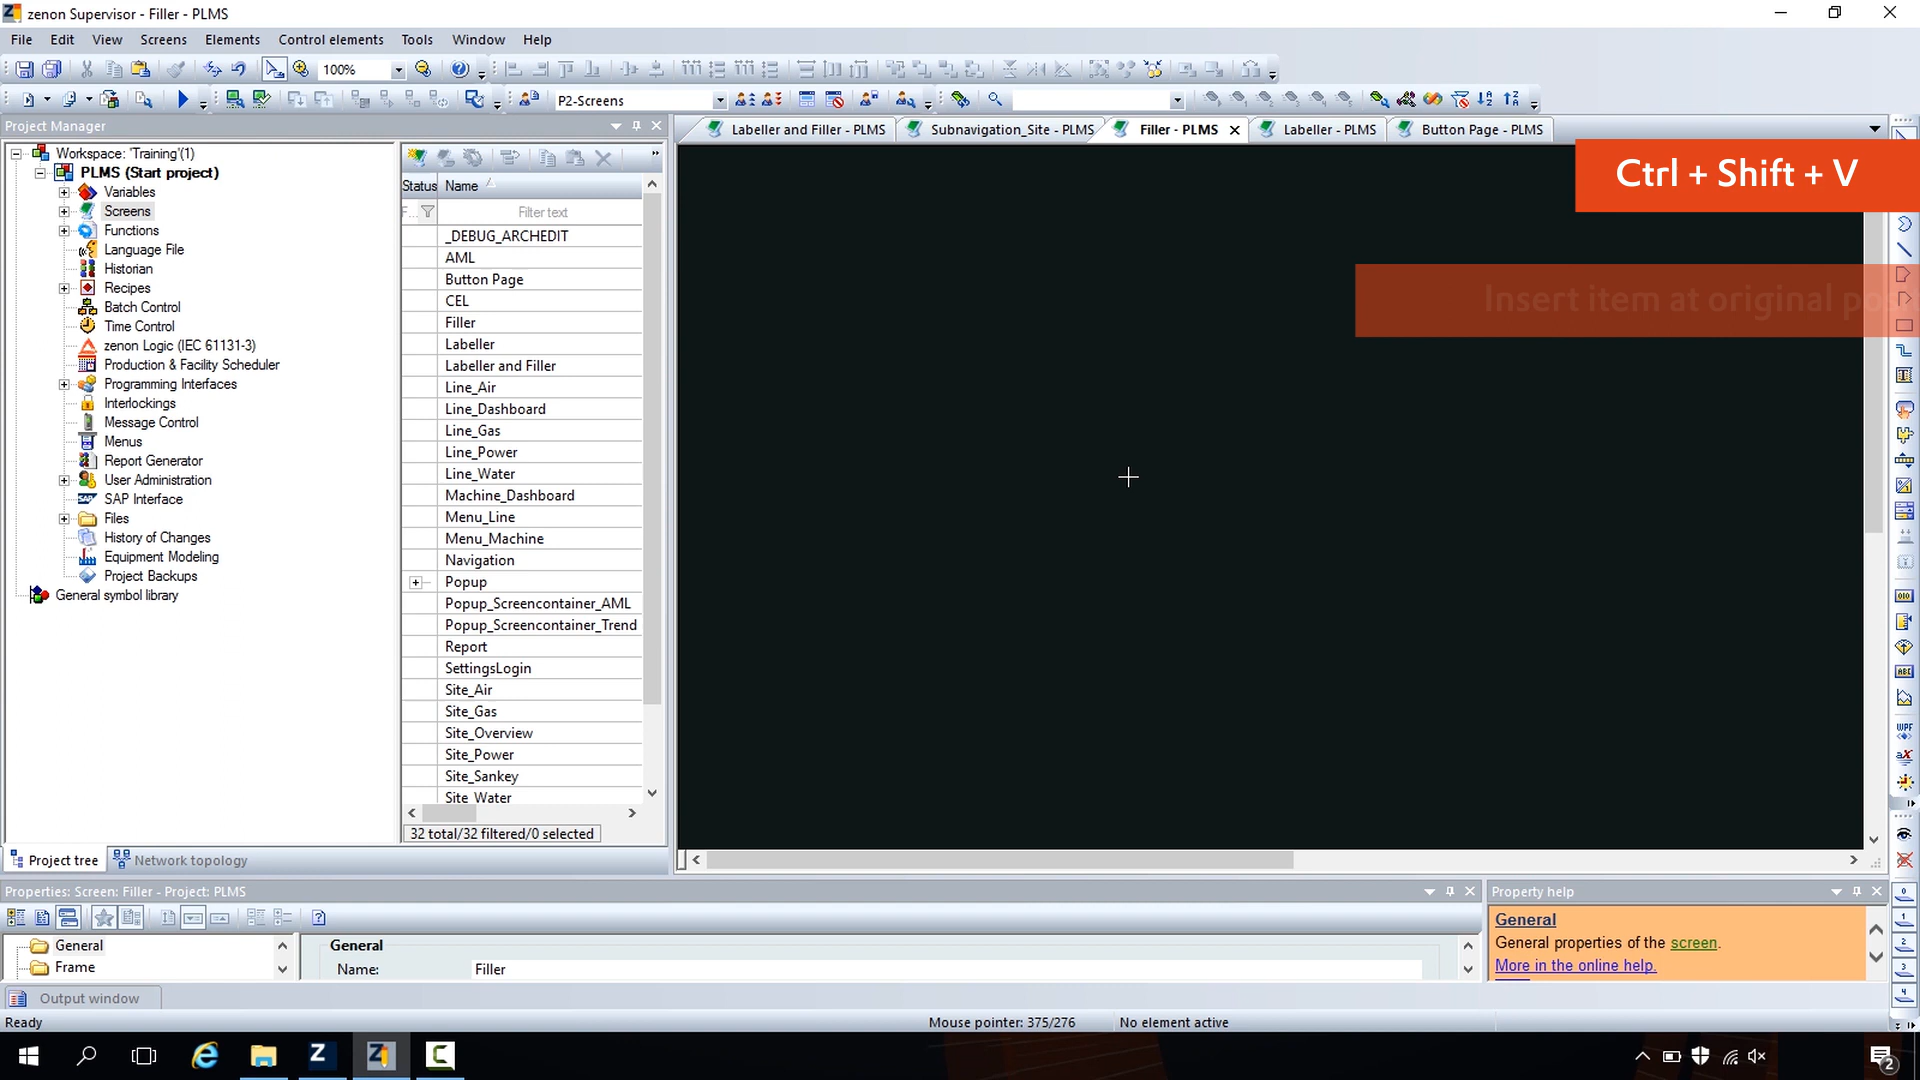 zenon Supervisor - Filler - PLMS
File Edit View Screens Elements Control elements Tools Window Help
100%
P2-Screens
Project Manager
Labeller and Filler - PLMS
Subnavigation_Site - PLMS
Filler - PLMS
Labeller - PLMS
Button Page - PLMS
Ctrl + Shift + V
Insert item at original pos
Workspace: 'Training'(1)
PLMS (Start project)
Variables
Screens
Functions
Language File
Historian
Recipes
Batch Control
Time Control
zenon Logic (IEC 61131-3)
Production & Facility Scheduler
Programming Interfaces
Interlockings
Message Control
Menus
Report Generator
User Administration
SAP Interface
Files
History of Changes
Equipment Modeling
Project Backups
General symbol library
Status Name
F... Filter text
_DEBUG_ARCHEDIT
AML
Button Page
CEL
Filler
Labeller
Labeller and Filler
Line_Air
Line_Dashboard
Line_Gas
Line_Power
Line_Water
Machine_Dashboard
Menu_Line
Menu_Machine
Navigation
Popup
Popup_Screencontainer_AML
Popup_Screencontainer_Trend
Report
SettingsLogin
Site_Air
Site_Gas
Site_Overview
Site_Power
Site_Sankey
Site_Water
32 total/32 filtered/0 selected
Project tree
Network topology
Properties: Screen: Filler - Project: PLMS
General
Frame
General
Name: Filler
Property help
General
General properties of the screen.
More in the online help.
Output window
Ready
Mouse pointer: 375/276
No element active
2